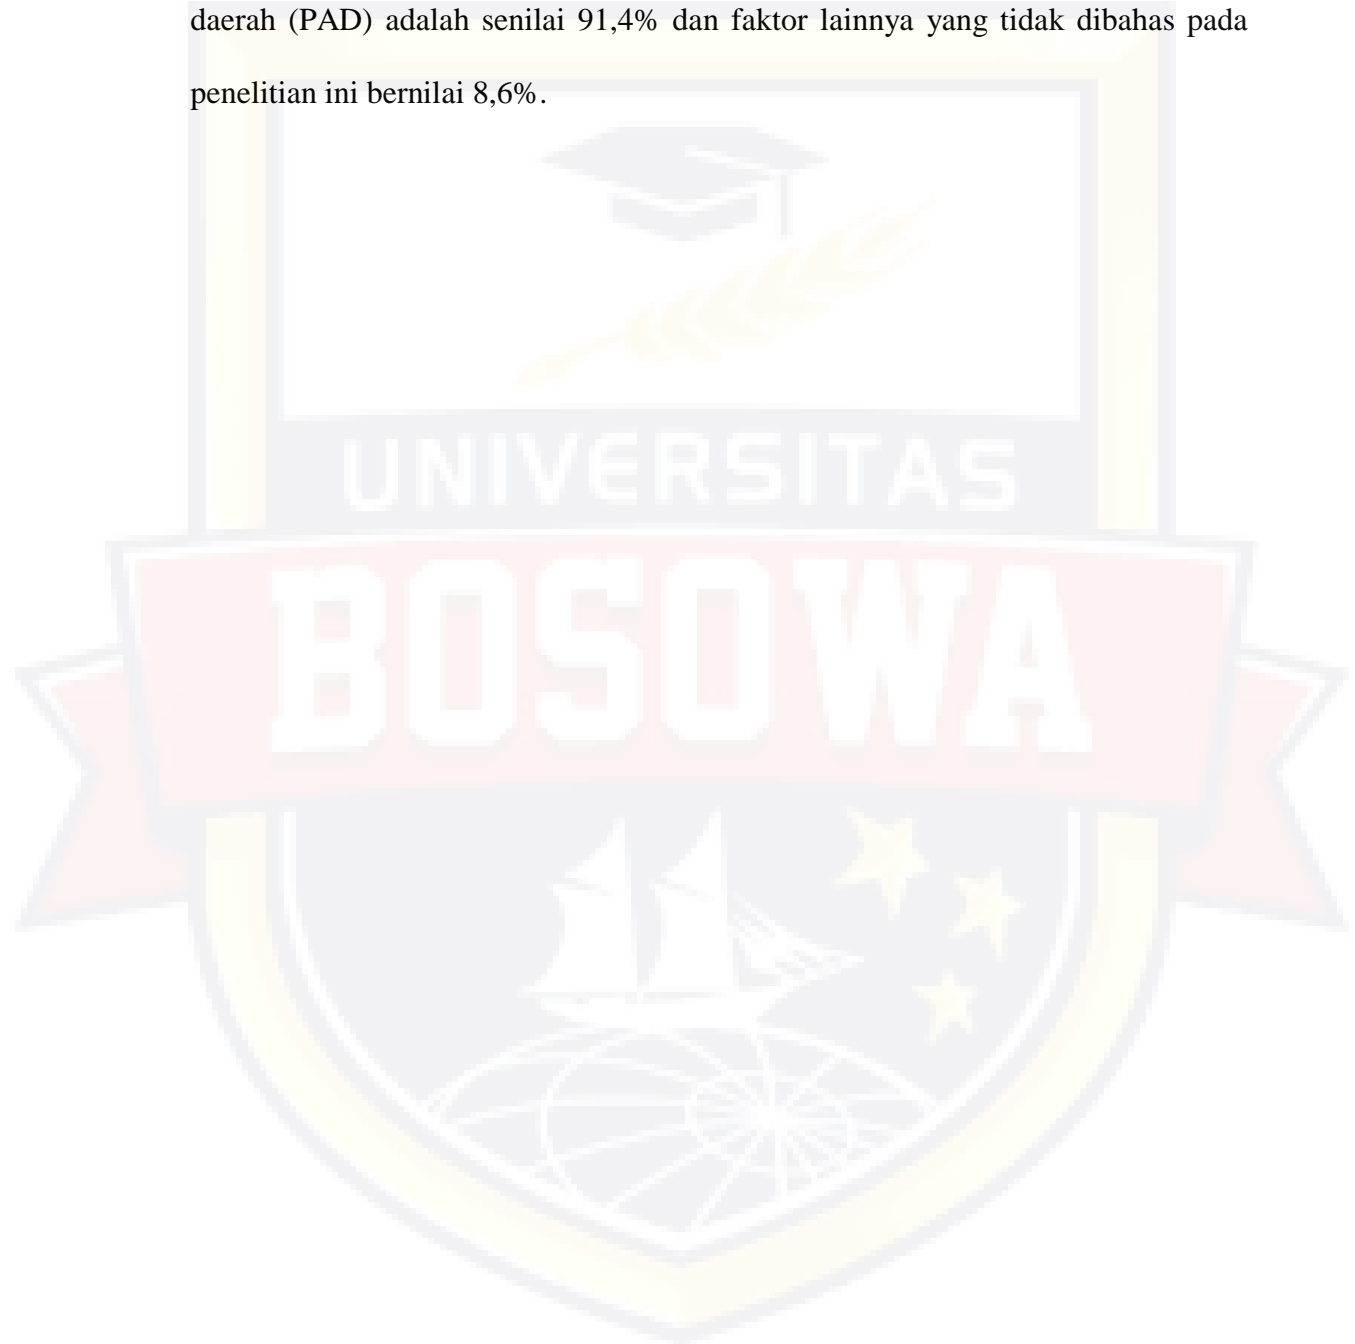 daerah (PAD) adalah senilai 91,4% dan faktor lainnya yang tidak dibahas pada
penelitian ini bernilai 8,6%.
UNIVERSITAS
BOSOWA